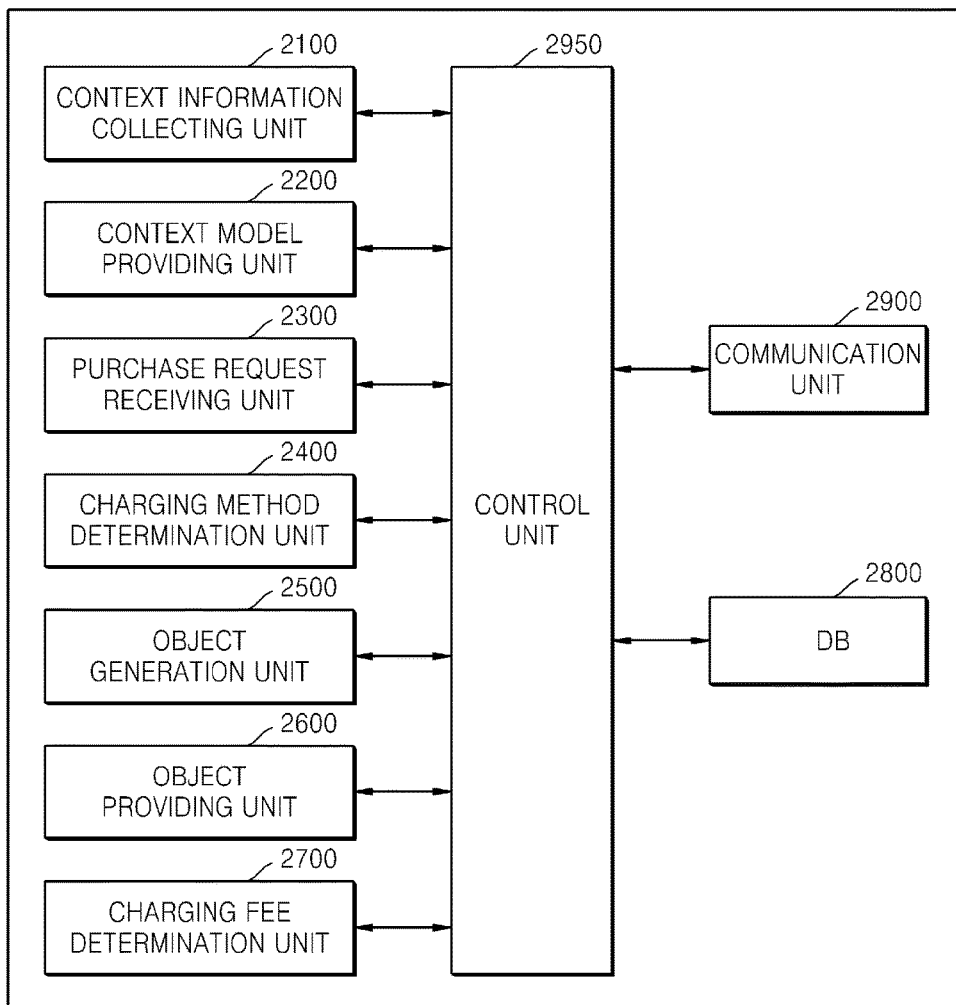 2100
CONTEXT INFORMATION
COLLECTING UNIT
2200
CONTEXT MODEL
PROVIDING UNIT
2300
PURCHASE REQUEST
RECEIVING UNIT
2400
CHARGING METHOD
DETERMINATION UNIT
2500
OBJECT
GENERATION UNIT
2600
OBJECT
PROVIDING UNIT
2700
CHARGING FEE
DETERMINATION UNIT
2950
CONTROL
UNIT
2900
COMMUNICATION
UNIT
2800
DB